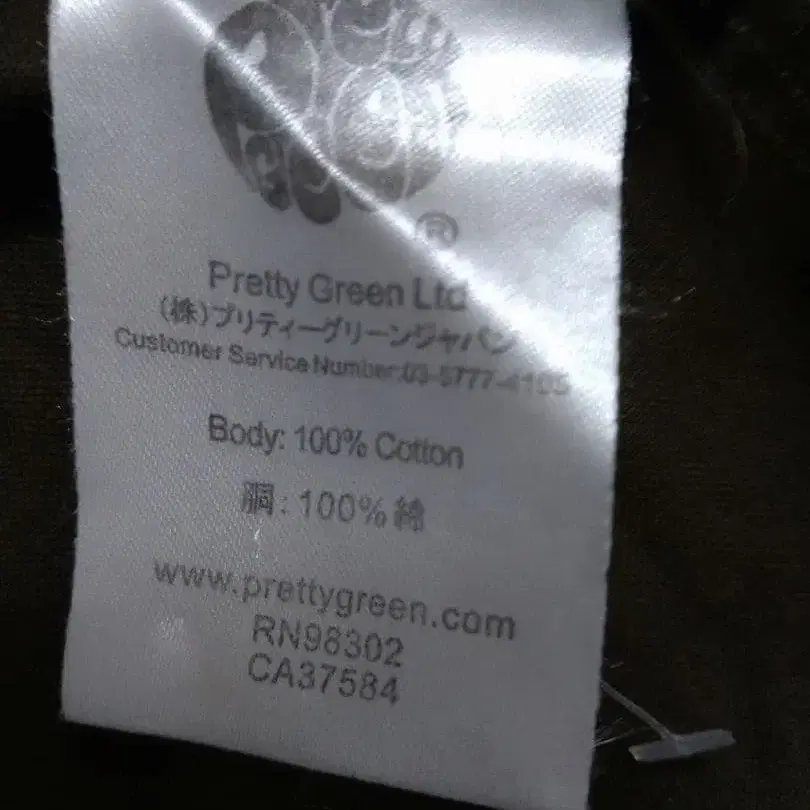 ®
Pretty Green Ltd
(株)プリティーグリーンジャパン
Customer Service Number:03-5777-4105
Body: 100% Cotton
胴: 100% 綿
www.prettygreen.com
RN98302
CA37584